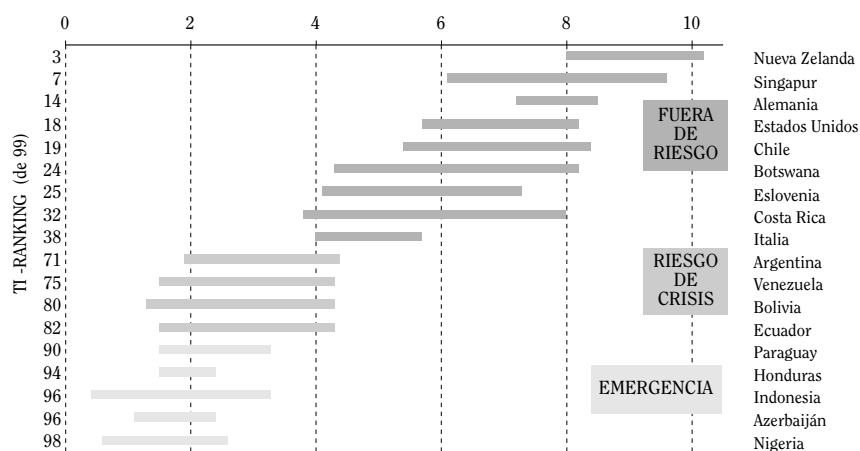 0 2 4 6 8 10
TI -RANKING (de 99)
3 Nueva Zelanda
7 Singapur
14 Alemania
18 Estados Unidos
19 Chile
24 Botswana
25 Eslovenia
32 Costa Rica
38 Italia
71 Argentina
75 Venezuela
80 Bolivia
82 Ecuador
90 Paraguay
94 Honduras
96 Indonesia
96 Azerbaiján
98 Nigeria
FUERA
DE
RIESGO
RIESGO
DE
CRISIS
EMERGENCIA